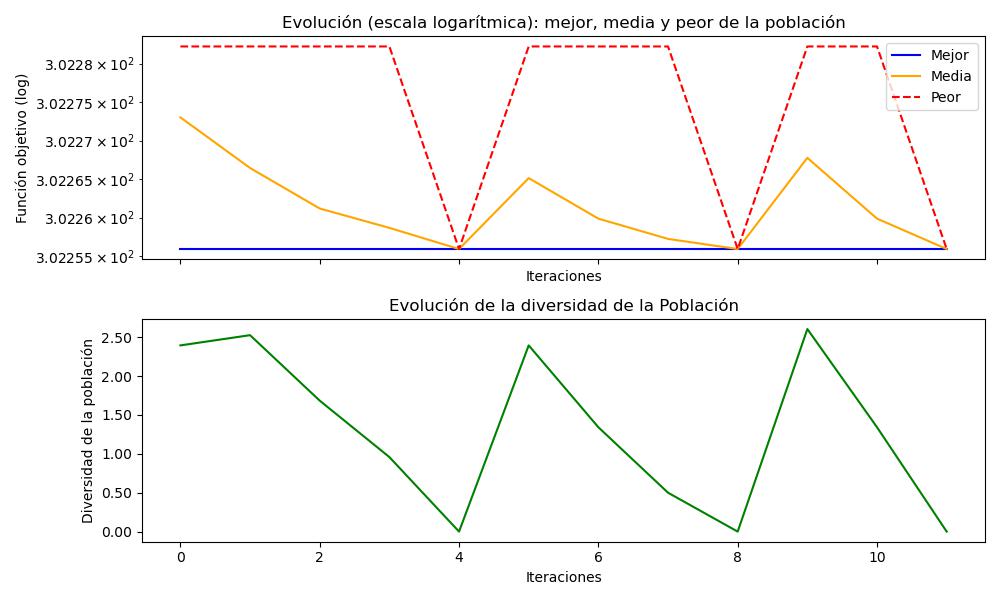 Evolución (escala logarítmica): mejor, media y peor de la población
Función objetivo (log)
3.0228 × 10²
3.02275 × 10²
3.0227 × 10²
3.02265 × 10²
3.0226 × 10²
3.02255 × 10²
Mejor
Media
Peor
Iteraciones
Evolución de la diversidad de la Población
Diversidad de la población
2.50
2.00
1.50
1.00
0.50
0.00
0 2 4 6 8 10
Iteraciones